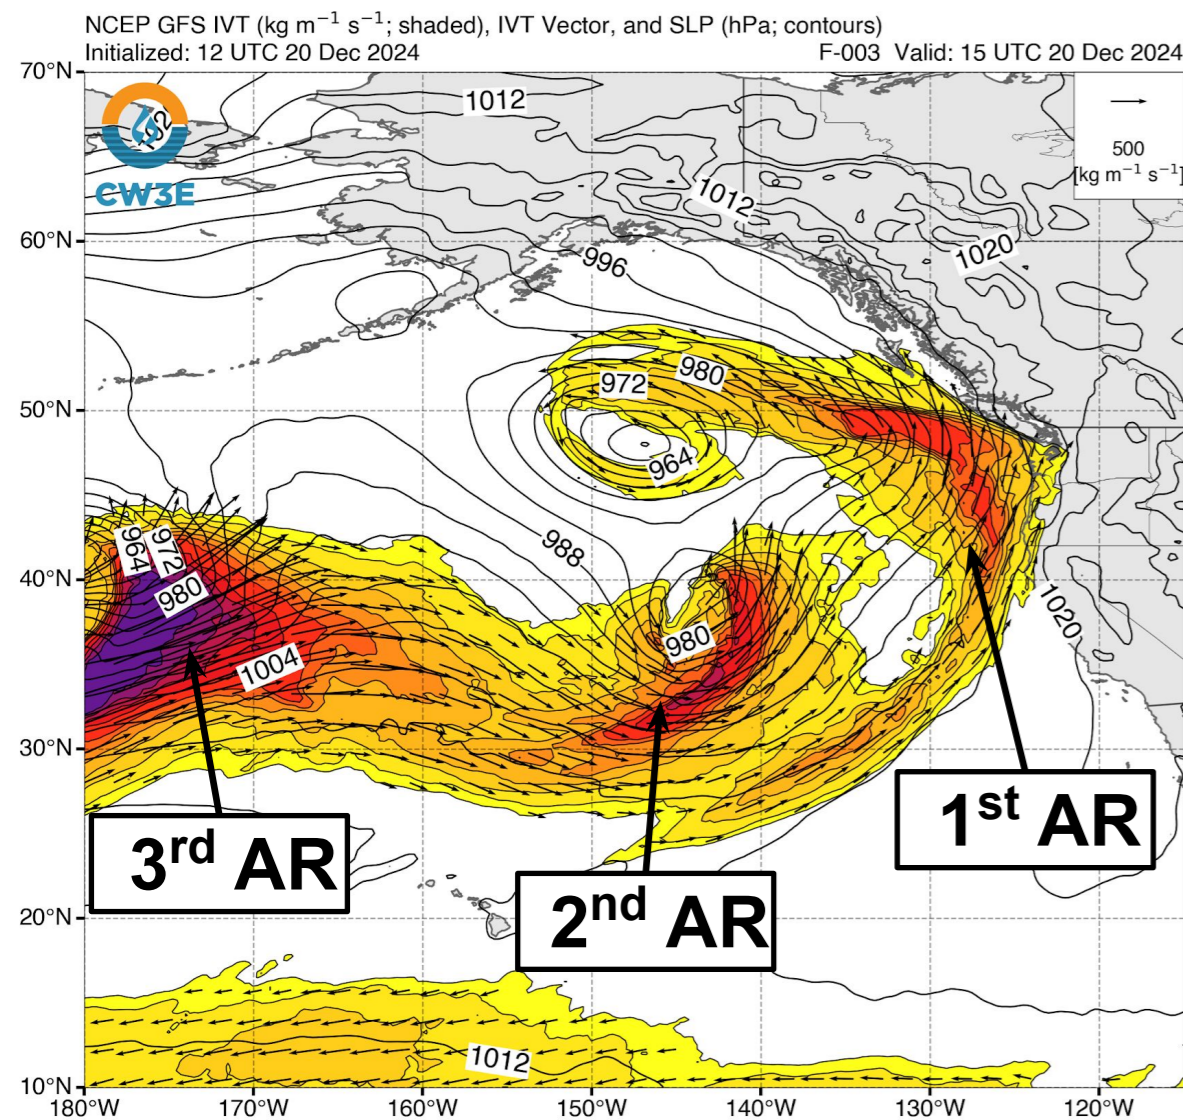 NCEP GFS IVT (kg m⁻¹ s⁻¹; shaded), IVT Vector, and SLP (hPa; contours)
Initialized: 12 UTC 20 Dec 2024 F-003 Valid: 15 UTC 20 Dec 2024
70°N
1012
500
[kg m⁻¹ s⁻¹]
CW3E
1012
60°N
1020
996
980
972
50°N
964
964
972
988
40°N
980
1020
980
1004
30°N
1st AR
3rd AR
2nd AR
20°N
1012
10°N
180°W 170°W 160°W 150°W 140°W 130°W 120°W